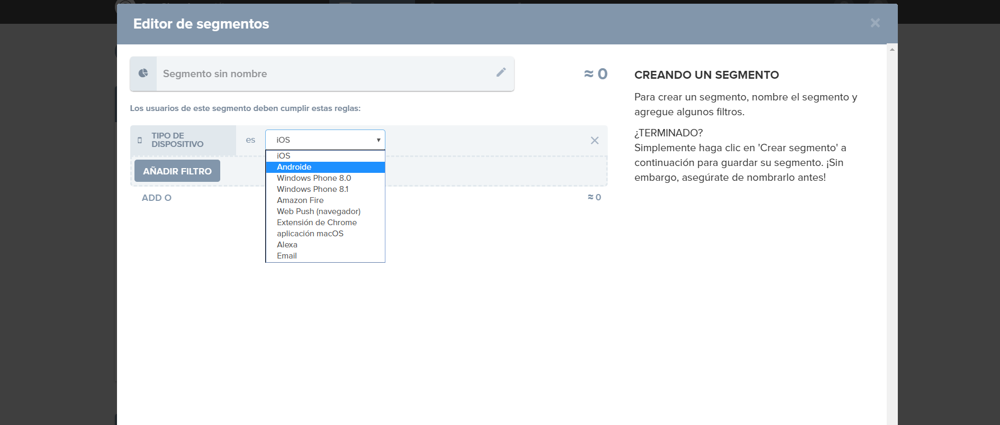 Editor de segmentos
Segmento sin nombre
≈ 0
Los usuarios de este segmento deben cumplir estas reglas:
TIPO DE
DISPOSITIVO
es
iOS
iOS
Androide
Windows Phone 8.0
Windows Phone 8.1
Amazon Fire
Web Push (navegador)
Extensión de Chrome
aplicación macOS
Alexa
Email
AÑADIR FILTRO
ADD O
≈ 0
CREANDO UN SEGMENTO
Para crear un segmento, nombre el segmento y
agregue algunos filtros.
¿TERMINADO?
Simplemente haga clic en 'Crear segmento' a
continuación para guardar su segmento. ¡Sin
embargo, asegúrate de nombrarlo antes!